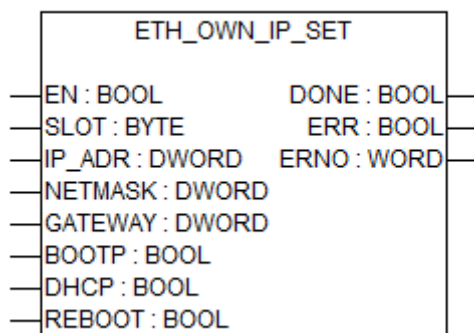 ETH_OWN_IP_SET
EN : BOOL DONE : BOOL
SLOT : BYTE ERR : BOOL
IP_ADR : DWORD ERNO : WORD
NETMASK : DWORD
GATEWAY : DWORD
BOOTP : BOOL
DHCP : BOOL
REBOOT : BOOL